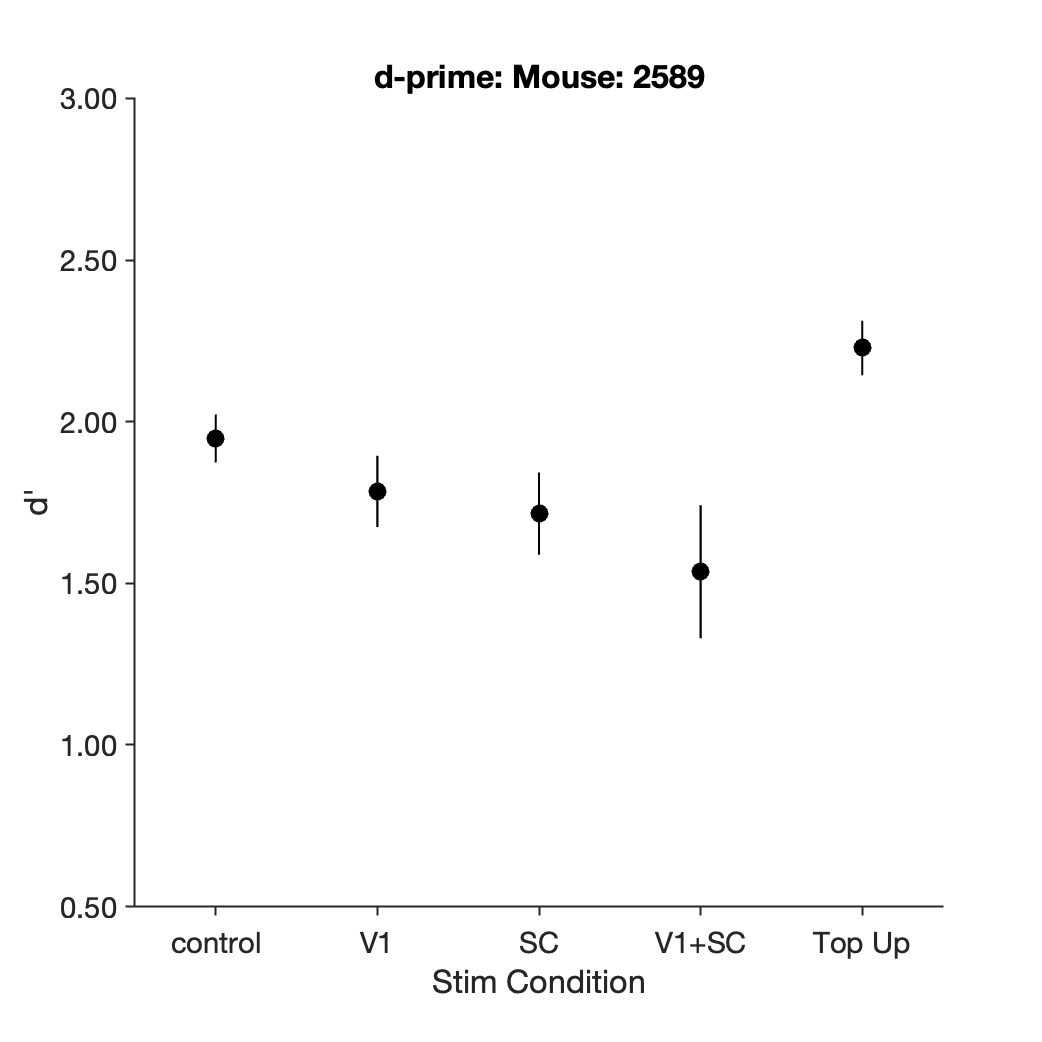 d-prime: Mouse: 2589
3.00
2.50
2.00
1.50
1.00
0.50
d'
control V1 SC V1+SC Top Up
Stim Condition